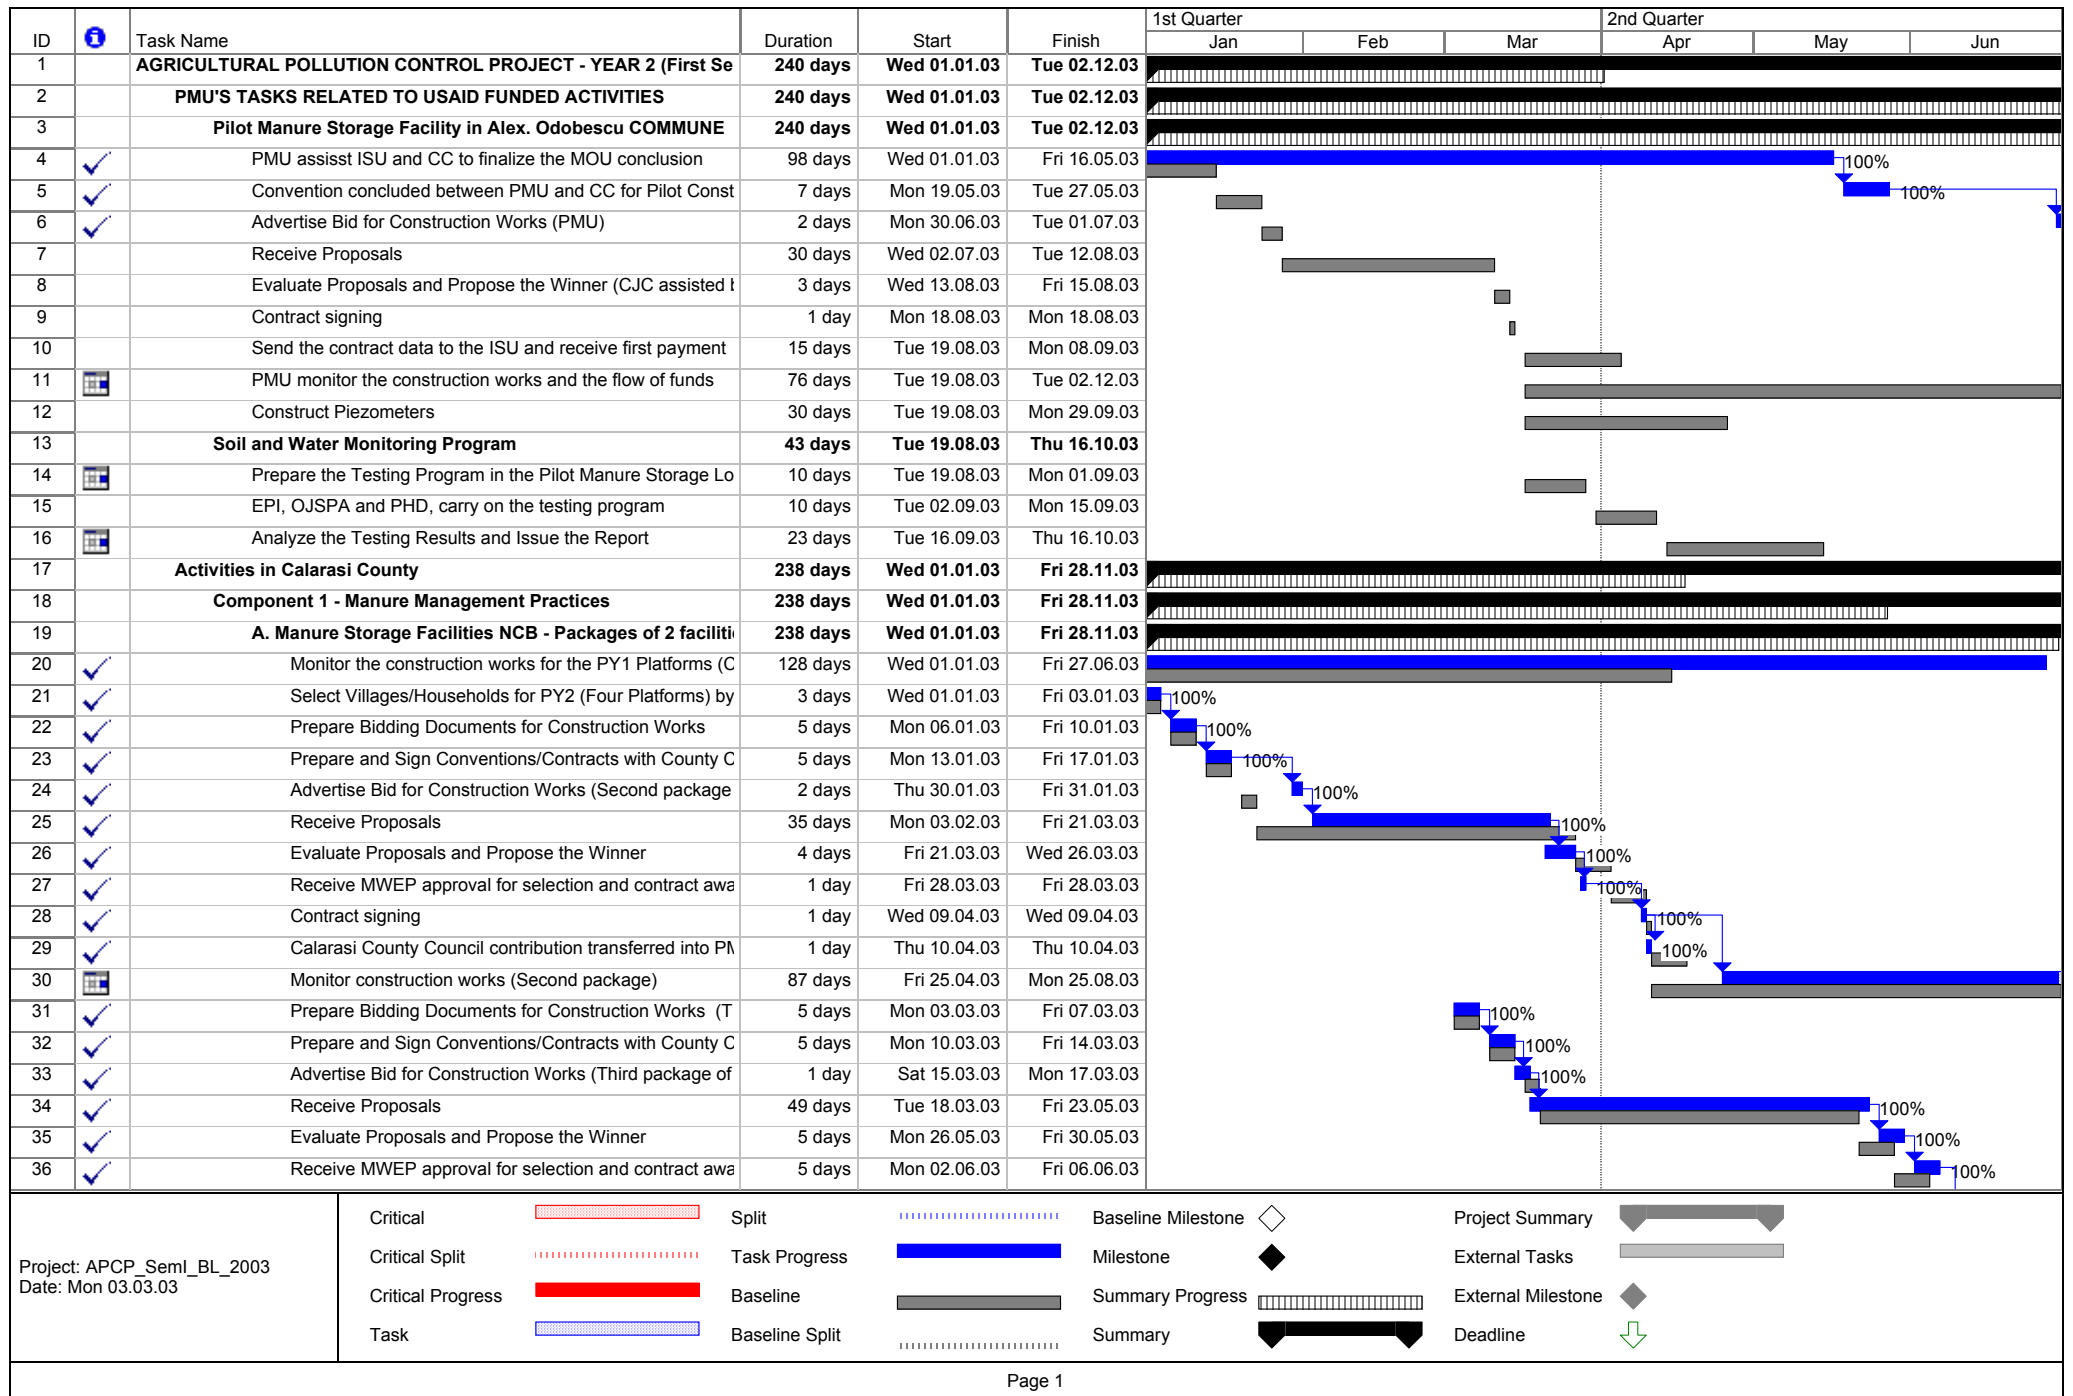 1st Quarter 2nd Quarter
ID Task Name Duration Start Finish Jan Feb Mar Apr May Jun
1 AGRICULTURAL POLLUTION CONTROL PROJECT - YEAR 2 (First Se 240 days Wed 01.01.03 Tue 02.12.03
2 PMU'S TASKS RELATED TO USAID FUNDED ACTIVITIES 240 days Wed 01.01.03 Tue 02.12.03
3 Pilot Manure Storage Facility in Alex. Odobescu COMMUNE 240 days Wed 01.01.03 Tue 02.12.03
4 PMU assisst ISU and CC to finalize the MOU conclusion 98 days Wed 01.01.03 Fri 16.05.03 100%
5 Convention concluded between PMU and CC for Pilot Const 7 days Mon 19.05.03 Tue 27.05.03 100%
6 Advertise Bid for Construction Works (PMU) 2 days Mon 30.06.03 Tue 01.07.03
7 Receive Proposals 30 days Wed 02.07.03 Tue 12.08.03
8 Evaluate Proposals and Propose the Winner (CJC assisted 3 days Wed 13.08.03 Fri 15.08.03
9 Contract signing 1 day Mon 18.08.03 Mon 18.08.03
10 Send the contract data to the ISU and receive first payment 15 days Tue 19.08.03 Mon 08.09.03
11 PMU monitor the construction works and the flow of funds 76 days Tue 19.08.03 Tue 02.12.03
12 Construct Piezometers 30 days Tue 19.08.03 Mon 29.09.03
13 Soil and Water Monitoring Program 43 days Tue 19.08.03 Thu 16.10.03
14 Prepare the Testing Program in the Pilot Manure Storage Lo 10 days Tue 19.08.03 Mon 01.09.03
15 EPI, OJSPA and PHD, carry on the testing program 10 days Tue 02.09.03 Mon 15.09.03
16 Analyze the Testing Results and Issue the Report 23 days Tue 16.09.03 Thu 16.10.03
17 Activities in Calarasi County 238 days Wed 01.01.03 Fri 28.11.03
18 Component 1 - Manure Management Practices 238 days Wed 01.01.03 Fri 28.11.03
19 A. Manure Storage Facilities NCB - Packages of 2 faciliti 238 days Wed 01.01.03 Fri 28.11.03
20 Monitor the construction works for the PY1 Platforms (C 128 days Wed 01.01.03 Fri 27.06.03
21 Select Villages/Households for PY2 (Four Platforms) by 3 days Wed 01.01.03 Fri 03.01.03 100%
22 Prepare Bidding Documents for Construction Works 5 days Mon 06.01.03 Fri 10.01.03 100%
23 Prepare and Sign Conventions/Contracts with County C 5 days Mon 13.01.03 Fri 17.01.03 100%
24 Advertise Bid for Construction Works (Second package 2 days Thu 30.01.03 Fri 31.01.03 100%
25 Receive Proposals 35 days Mon 03.02.03 Fri 21.03.03 100%
26 Evaluate Proposals and Propose the Winner 4 days Fri 21.03.03 Wed 26.03.03 100%
27 Receive MWEP approval for selection and contract awa 1 day Fri 28.03.03 Fri 28.03.03 100%
28 Contract signing 1 day Wed 09.04.03 Wed 09.04.03 100%
29 Calarasi County Council contribution transferred into PM 1 day Thu 10.04.03 Thu 10.04.03 100%
30 Monitor construction works (Second package) 87 days Fri 25.04.03 Mon 25.08.03
31 Prepare Bidding Documents for Construction Works (T 5 days Mon 03.03.03 Fri 07.03.03 100%
32 Prepare and Sign Conventions/Contracts with County C 5 days Mon 10.03.03 Fri 14.03.03 100%
33 Advertise Bid for Construction Works (Third package of 1 day Sat 15.03.03 Mon 17.03.03 100%
34 Receive Proposals 49 days Tue 18.03.03 Fri 23.05.03 100%
35 Evaluate Proposals and Propose the Winner 5 days Mon 26.05.03 Fri 30.05.03 100%
36 Receive MWEP approval for selection and contract awa 5 days Mon 02.06.03 Fri 06.06.03 100%
Project: APCP_SemI_BL_2003
Date: Mon 03.03.03
Critical Split Baseline Milestone Project Summary
Critical Split Task Progress Milestone External Tasks
Critical Progress Baseline Summary Progress External Milestone
Task Baseline Split Summary Deadline
Page 1